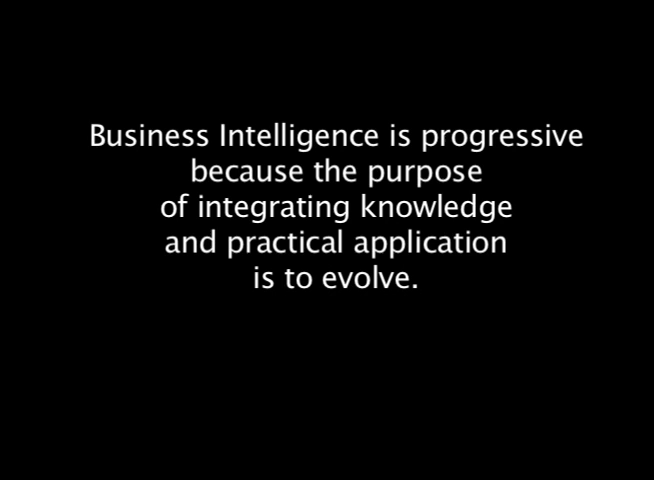 Business Intelligence is progressive
because the purpose
of integrating knowledge
and practical application
is to evolve.